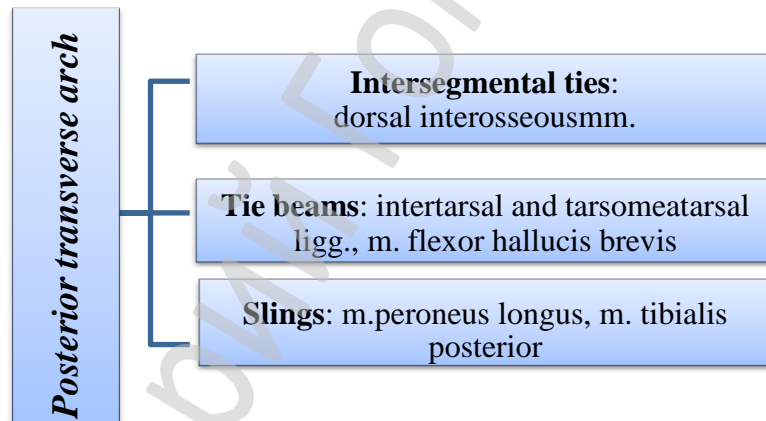 Posterior transverse arch
Intersegmental ties:
dorsal interosseousmm.
Tie beams: intertarsal and tarsomeatarsal
ligg., m. flexor hallucis brevis
Slings: m.peroneus longus, m. tibialis
posterior